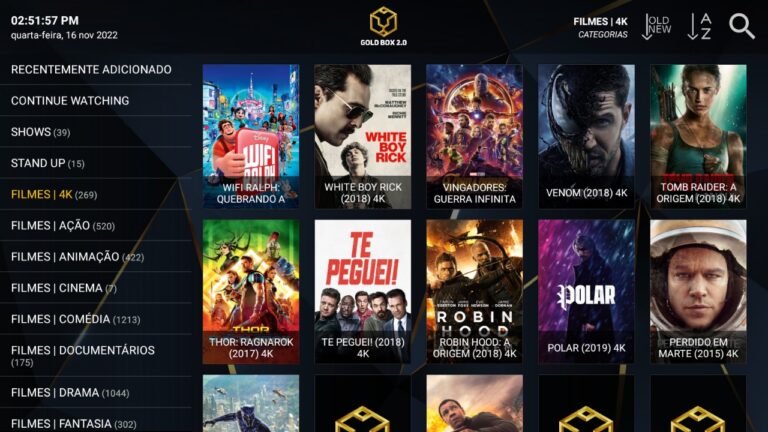 02:51:57 PM
quarta-feira, 16 nov 2022
GOLD BOX 2.0
FILMES | 4K
CATEGORIAS
OLD
NEW
A
Z
RECENTEMENTE ADICIONADO
CONTINUE WATCHING
SHOWS (39)
STAND UP (15)
FILMES | 4K (269)
FILMES | AÇÃO (520)
FILMES | ANIMAÇÃO (422)
FILMES | CINEMA (7)
FILMES | COMÉDIA (1213)
FILMES | DOCUMENTÁRIOS
(175)
FILMES | DRAMA (1044)
FILMES | FANTASIA (302)
Disney
WIFI
WIFI RALPH:
QUEBRANDO A
MATTHEW
McCONAUGHEY
RICHIE
MERRITT
WHITE
BOY
RICK
WHITE BOY RICK
(2018) 4K
VINGADORES:
GUERRA INFINITA
VENOM (2018) 4K
TOMB RAIDER: A
ORIGEM (2018) 4K
THOR
THOR: RAGNAROK
(2017) 4K
TE
PEGUEI!
TE PEGUEI! (2018)
4K
ROBIN
HOOD
ROBIN HOOD: A
ORIGEM (2018) 4K
POLAR
POLAR (2019) 4K
PERDIDO EM
MARTE (2015) 4K